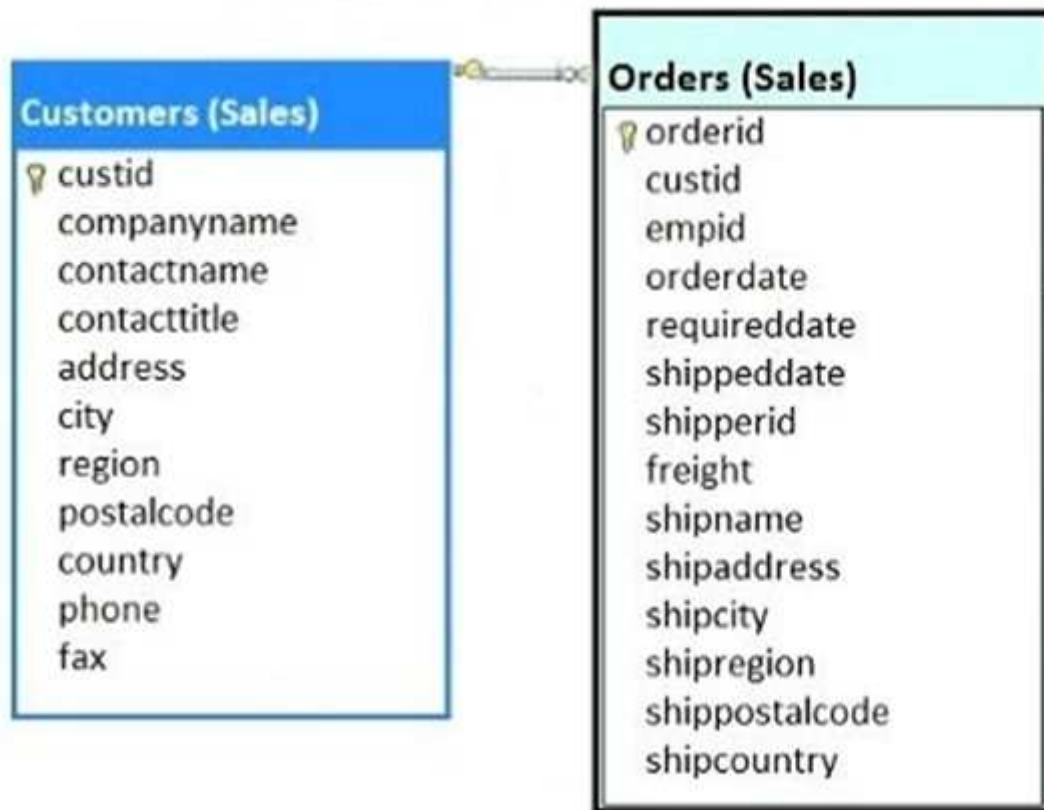 Customers (Sales)
custid
companyname
contactname
contacttitle
address
city
region
postalcode
country
phone
fax
Orders (Sales)
orderid
custid
empid
orderdate
requireddate
shippeddate
shipperid
freight
shipname
shipaddress
shipcity
shipregion
shippostalcode
shipcountry